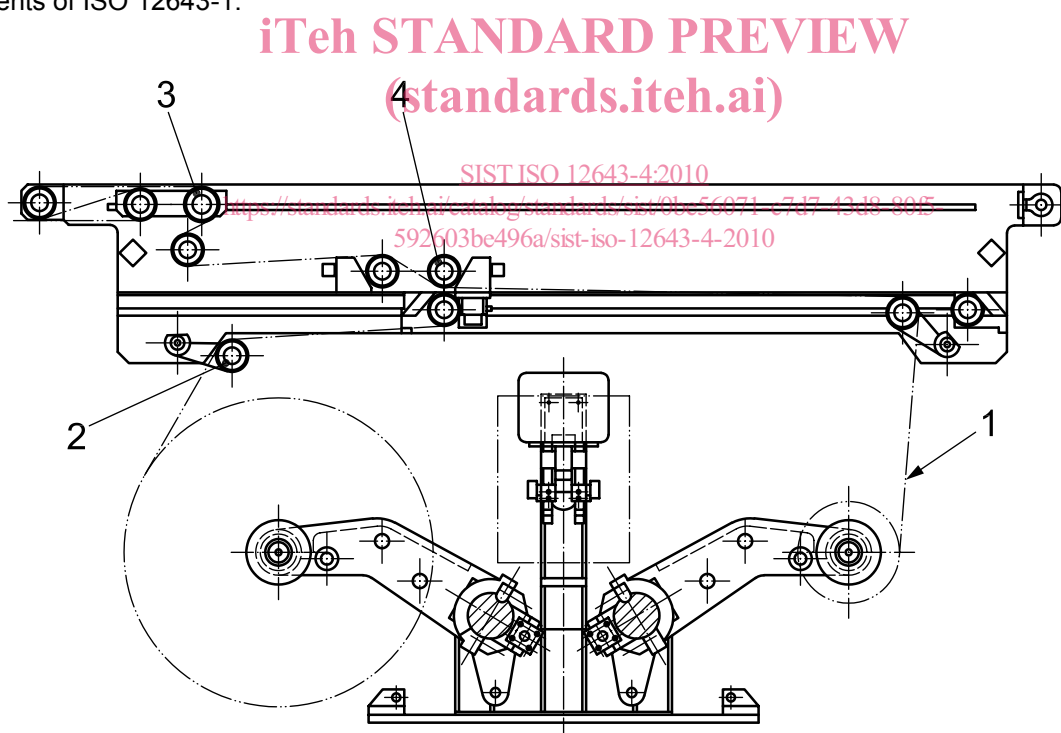 ents of ISO 12643-1.
iTeh STANDARD PREVIEW
(standards.iteh.ai)
3
4
SIST ISO 12643-4:2010
https://standards.iteh.ai/catalog/standards/sist/0be56071-c7d7-43d8-80f5-
592603be496a/sist-iso-12643-4-2010
2
1